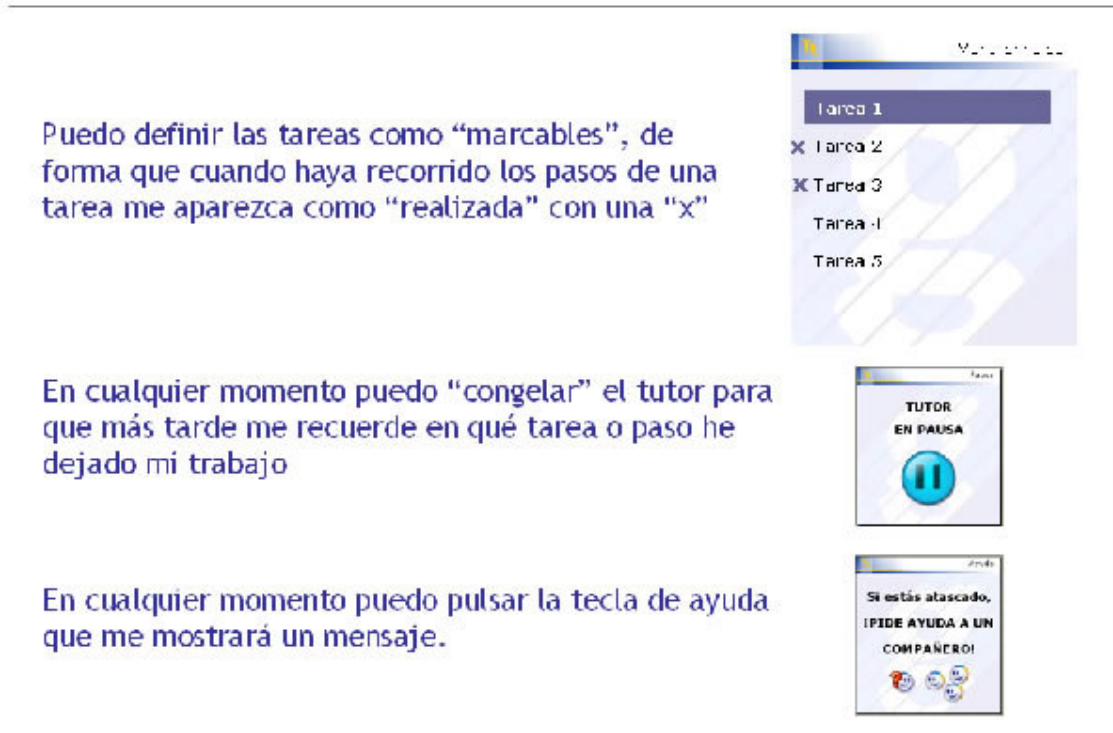 Puedo definir las tareas como “marcables”, de
forma que cuando haya recorrido los pasos de una
tarea me aparezca como “realizada” con una “x”
Tarea 1
x Tarea 2
x Tarea 3
Tarea 4
Tarea 5
En cualquier momento puedo “congelar” el tutor para
que más tarde me recuerde en qué tarea o paso he
dejado mi trabajo
TUTOR
EN PAUSA
En cualquier momento puedo pulsar la tecla de ayuda
que me mostrará un mensaje.
Ayuda
Si estás atascado,
¡PIDE AYUDA A UN
COMPAÑERO!